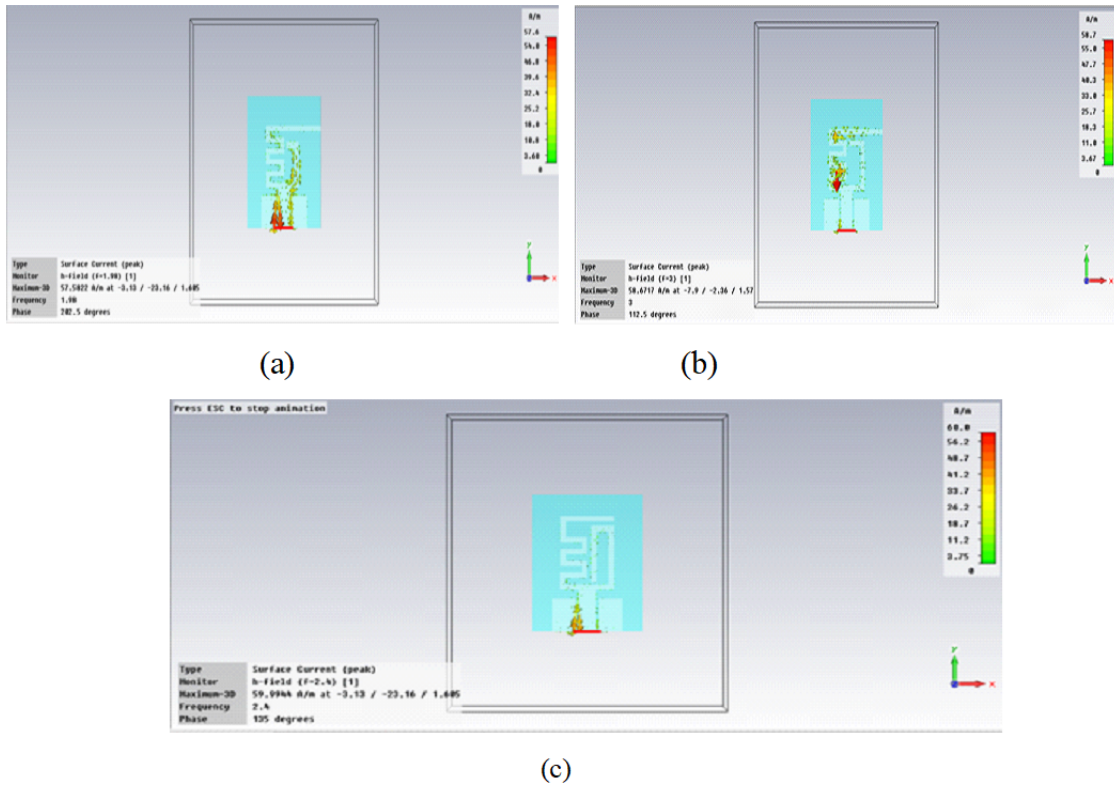 A/m
57.6
54.0
46.8
39.6
32.4
25.2
18.0
10.8
3.60
0
Type Surface Current (peak)
Monitor h-field (f=1.98) [1]
Maximum-3D A/m at -3.13 / -23.16 / 1.605
Frequency 1.98
Phase 202.5 degrees
y
x
(a)
A/m
58.7
55.0
47.7
40.3
33.0
25.7
18.3
11.0
3.67
0
Type Surface Current (peak)
Monitor h-field (f=3) [1]
Maximum-3D 58.6717 A/m at -7.9 / -2.36 / 1.57
Frequency 3
Phase 112.5 degrees
y
x
(b)
Press ESC to stop animation
A/m
60.0
56.2
48.7
41.2
33.7
26.2
18.7
11.2
3.75
0
Type Surface Current (peak)
Monitor h-field (f=2.4) [1]
Maximum-3D 59.9944 A/m at -3.13 / -23.16 / 1.605
Frequency 2.4
Phase 135 degrees
y
x
(c)